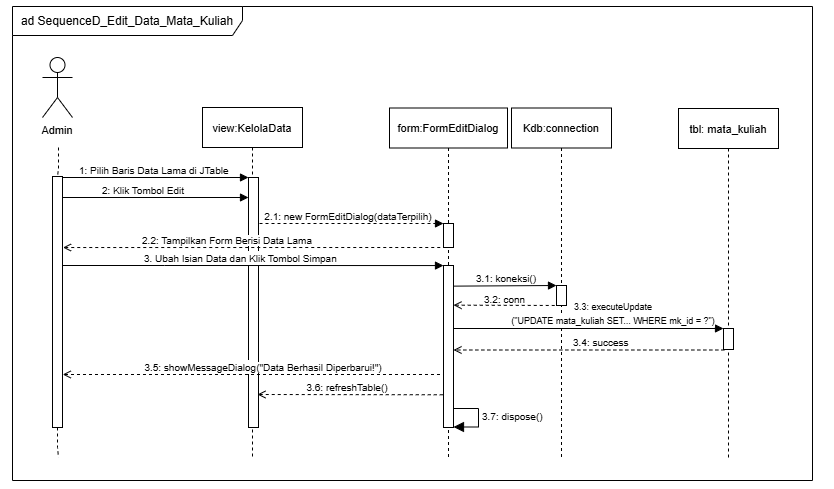 ad SequenceD_Edit_Data_Mata_Kuliah
Admin
view:KelolaData
form:FormEditDialog
Kdb:connection
tbl: mata_kuliah
1: Pilih Baris Data Lama di JTable
2: Klik Tombol Edit
2.1: new FormEditDialog(dataTerpilih)
2.2: Tampilkan Form Berisi Data Lama
3. Ubah Isian Data dan Klik Tombol Simpan
3.1: koneksi()
3.2: conn
3.3: executeUpdate
("UPDATE mata_kuliah SET... WHERE mk_id = ?")
3.4: success
3.5: showMessageDialog("Data Berhasil Diperbarui!")
3.6: refreshTable()
3.7: dispose()